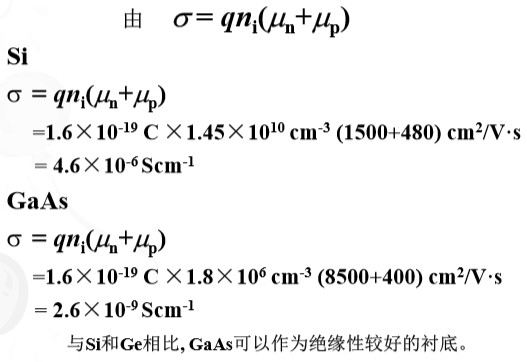 由 σ= qnᵢ(μₙ+μₚ)
Si
σ = qnᵢ(μₙ+μₚ)
=1.6×10⁻¹⁹ C ×1.45×10¹⁰ cm⁻³ (1500+480) cm²/V·s
= 4.6×10⁻⁶ Scm⁻¹
GaAs
σ = qnᵢ(μₙ+μₚ)
=1.6×10⁻¹⁹ C ×1.8×10⁶ cm⁻³ (8500+400) cm²/V·s
= 2.6×10⁻⁹ Scm⁻¹
与Si和Ge相比, GaAs可以作为绝缘性较好的衬底。